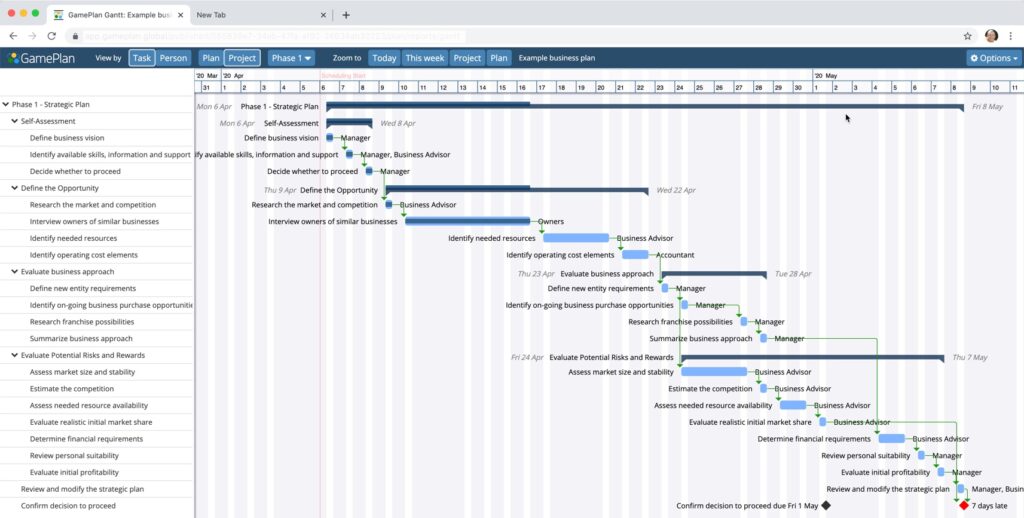 GamePlan Gantt: Example busi
New Tab
GamePlan
View by
Task
Person
Plan
Project
Phase 1
Zoom to
Today
This week
Project
Plan
Example business plan
Options
'20 Mar
'20 Apr
Scheduling Start
'20 May
31 1 2 3 4 5 6 7 8 9 10 11 12 13 14 15 16 17 18 19 20 21 22 23 24 25 26 27 28 29 30 1 2 3 4 5 6 7 8 9 10 11
Phase 1 - Strategic Plan
Mon 6 Apr Phase 1 - Strategic Plan Fri 8 May
Self-Assessment
Mon 6 Apr Self-Assessment Wed 8 Apr
Define business vision
Define business vision Manager
Identify available skills, information and support
ify available skills, information and support Manager, Business Advisor
Decide whether to proceed
Decide whether to proceed Manager
Define the Opportunity
Thu 9 Apr Define the Opportunity Wed 22 Apr
Research the market and competition
Research the market and competition Business Advisor
Interview owners of similar businesses
Interview owners of similar businesses Owners
Identify needed resources
Identify needed resources Business Advisor
Identify operating cost elements
Identify operating cost elements Accountant
Evaluate business approach
Thu 23 Apr Evaluate business approach Tue 28 Apr
Define new entity requirements
Define new entity requirements Manager
Identify on-going business purchase opportunitie
Identify on-going business purchase opportunities Manager
Research franchise possibilities
Research franchise possibilities Manager
Summarize business approach
Summarize business approach Manager
Evaluate Potential Risks and Rewards
Fri 24 Apr Evaluate Potential Risks and Rewards Thu 7 May
Assess market size and stability
Assess market size and stability Business Advisor
Estimate the competition
Estimate the competition Business Advisor
Assess needed resource availability
Assess needed resource availability Business Advisor
Evaluate realistic initial market share
Evaluate realistic initial market share Business Advisor
Determine financial requirements
Determine financial requirements Business Advisor
Review personal suitability
Review personal suitability Manager
Evaluate initial profitability
Evaluate initial profitability Manager
Review and modify the strategic plan
Review and modify the strategic plan Manager, Busin
Confirm decision to proceed
Confirm decision to proceed due Fri 1 May 7 days late